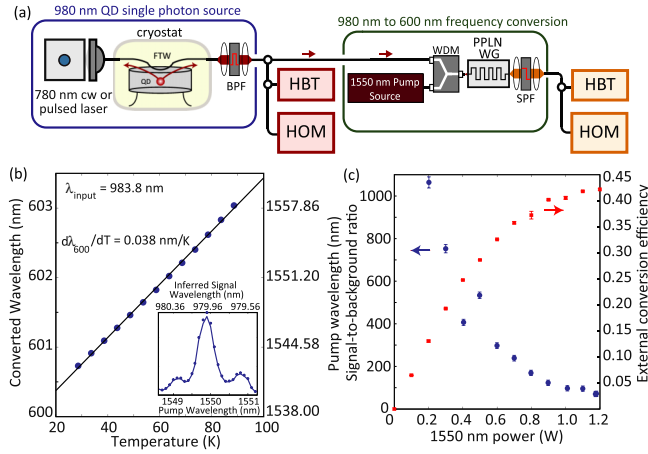 (a)
980 nm QD single photon source
980 nm to 600 nm frequency conversion
cryostat
FTW
QD
780 nm cw or
pulsed laser
BPF
HBT
HOM
1550 nm Pump
Source
WDM
PPLN
WG
SPF
HBT
HOM
(b)
λinput = 983.8 nm
dλ600/dT = 0.038 nm/K
Converted Wavelength (nm)
603
602
601
600
20 40 60 80 100
Temperature (K)
1557.86
1551.20
1544.58
1538.00
Pump wavelength (nm)
Inferred Signal
Wavelength (nm)
980.36 979.96 979.56
1549 1550 1551
Pump Wavelength (nm)
(c)
Signal-to-background ratio
1000
800
600
400
200
0
0 0.2 0.4 0.6 0.8 1.0 1.2
1550 nm power (W)
0.45
0.40
0.35
0.30
0.25
0.20
0.15
0.10
0.05
External conversion efficiency